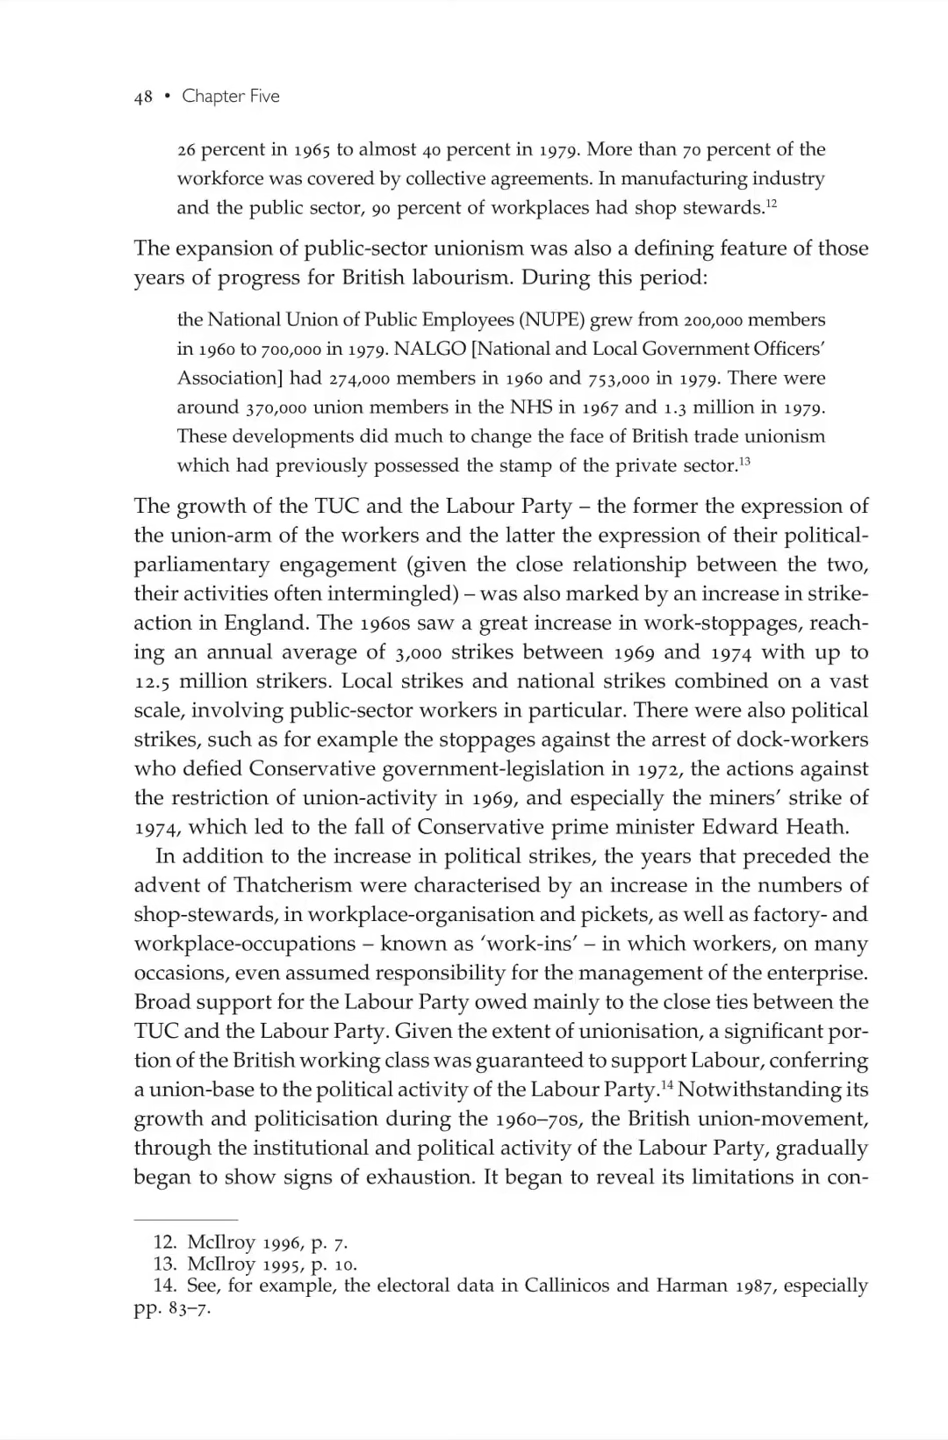 48 • Chapter Five
26 percent in 1965 to almost 40 percent in 1979. More than 70 percent of the
workforce was covered by collective agreements. In manufacturing industry
and the public sector, 90 percent of workplaces had shop stewards.12
The expansion of public-sector unionism was also a defining feature of those
years of progress for British labourism. During this period:
the National Union of Public Employees (NUPE) grew from 200,000 members
in 1960 to 700,000 in 1979. NALGO [National and Local Government Officers’
Association] had 274,000 members in 1960 and 753,000 in 1979. There were
around 370,000 union members in the NHS in 1967 and 1.3 million in 1979.
These developments did much to change the face of British trade unionism
which had previously possessed the stamp of the private sector.13
The growth of the TUC and the Labour Party – the former the expression of
the union-arm of the workers and the latter the expression of their political-
parliamentary engagement (given the close relationship between the two,
their activities often intermingled) – was also marked by an increase in strike-
action in England. The 1960s saw a great increase in work-stoppages, reach-
ing an annual average of 3,000 strikes between 1969 and 1974 with up to
12.5 million strikers. Local strikes and national strikes combined on a vast
scale, involving public-sector workers in particular. There were also political
strikes, such as for example the stoppages against the arrest of dock-workers
who defied Conservative government-legislation in 1972, the actions against
the restriction of union-activity in 1969, and especially the miners’ strike of
1974, which led to the fall of Conservative prime minister Edward Heath.
In addition to the increase in political strikes, the years that preceded the
advent of Thatcherism were characterised by an increase in the numbers of
shop-stewards, in workplace-organisation and pickets, as well as factory- and
workplace-occupations – known as ‘work-ins’ – in which workers, on many
occasions, even assumed responsibility for the management of the enterprise.
Broad support for the Labour Party owed mainly to the close ties between the
TUC and the Labour Party. Given the extent of unionisation, a significant por-
tion of the British working class was guaranteed to support Labour, conferring
a union-base to the political activity of the Labour Party.14 Notwithstanding its
growth and politicisation during the 1960–70s, the British union-movement,
through the institutional and political activity of the Labour Party, gradually
began to show signs of exhaustion. It began to reveal its limitations in con-
12. McIlroy 1996, p. 7.
13. McIlroy 1995, p. 10.
14. See, for example, the electoral data in Callinicos and Harman 1987, especially
pp. 83–7.